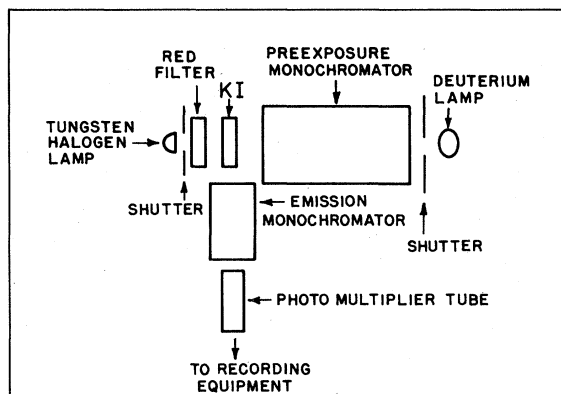 RED
FILTER
KI
PREEXPOSURE
MONOCHROMATOR
DEUTERIUM
LAMP
TUNGSTEN
HALOGEN
LAMP
SHUTTER
EMISSION
MONOCHROMATOR
SHUTTER
PHOTO MULTIPLIER TUBE
TO RECORDING
EQUIPMENT